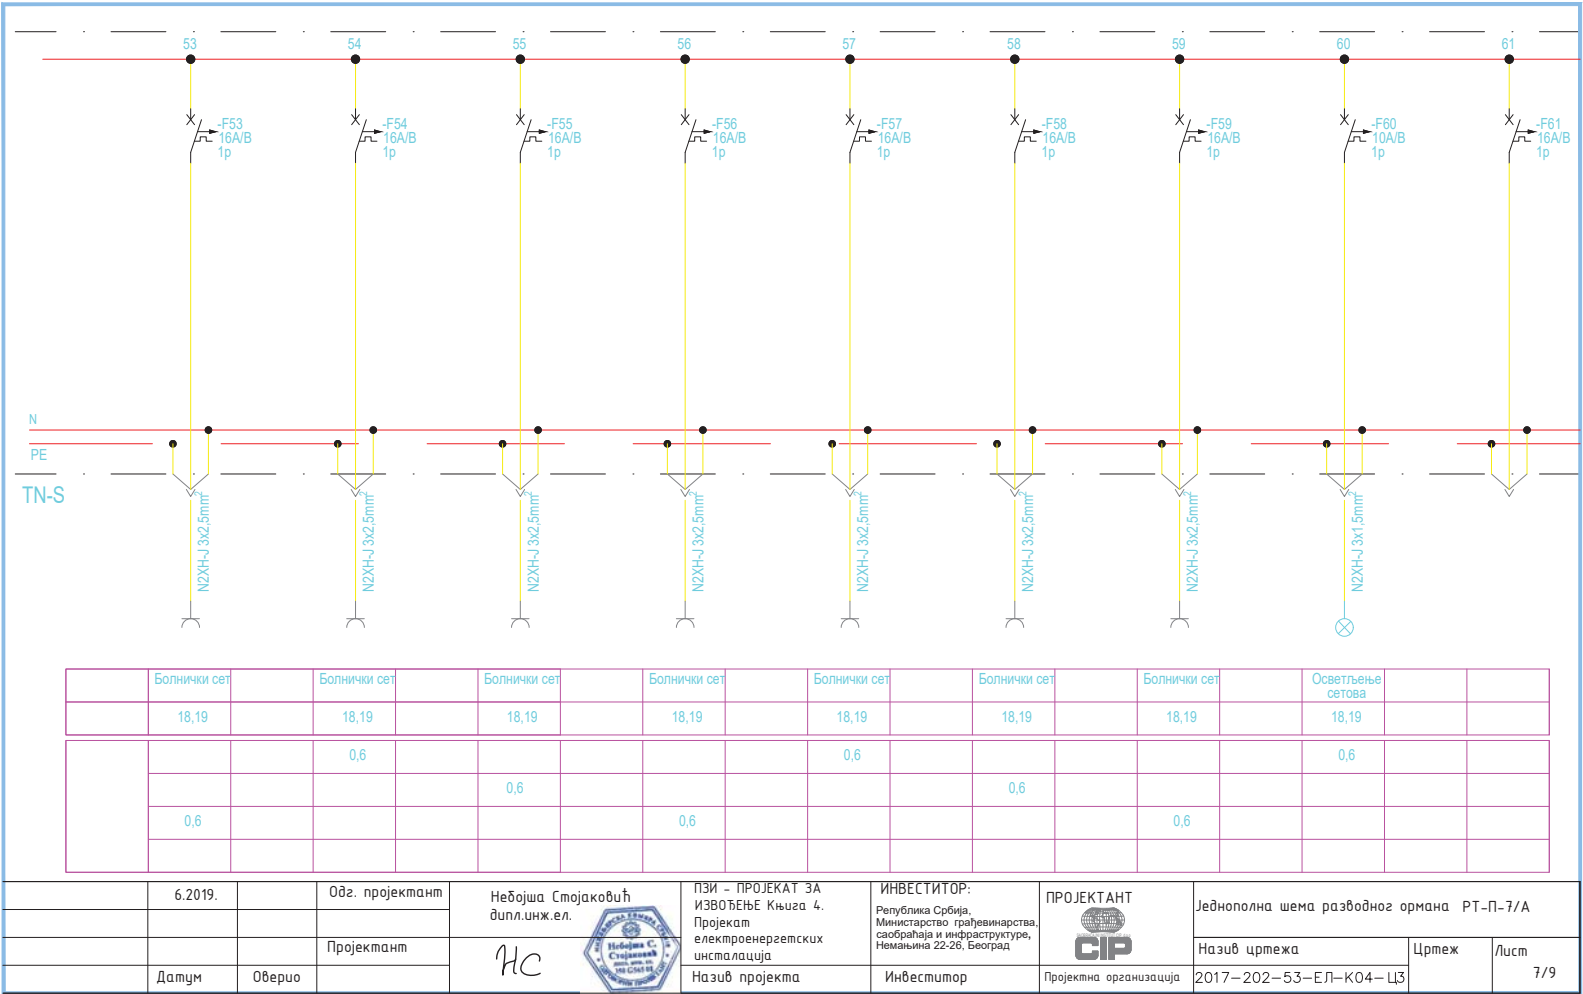 53 54 55 56 57 58 59 60 61
-F53 -F54 -F55 -F56 -F57 -F58 -F59 -F60 -F61
16A/B 16A/B 16A/B 16A/B 16A/B 16A/B 16A/B 10A/B 16A/B
1p 1p 1p 1p 1p 1p 1p 1p 1p
N
PE
TN-S
N2XH-J 3x2,5mm²
N2XH-J 3x2,5mm²
N2XH-J 3x2,5mm²
N2XH-J 3x2,5mm²
N2XH-J 3x2,5mm²
N2XH-J 3x2,5mm²
N2XH-J 3x2,5mm²
N2XH-J 3x1,5mm²
Болнички сет Болнички сет Болнички сет Болнички сет Болнички сет Болнички сет Болнички сет Осветљење
сетова
18,19 18,19 18,19 18,19 18,19 18,19 18,19 18,19
0,6 0,6 0,6
0,6 0,6
0,6 0,6 0,6
6.2019.
Одг. пројектант
Пројектант
Датум
Оверио
Небојша Стојаковић
дипл.инж.ел.
НС
Небојша С.
Стојаковић
ПЗИ - ПРОЈЕКАТ ЗА
ИЗВОЂЕЊЕ Књига 4.
Пројекат
електроенергетских
инсталација
Назив пројекта
ИНВЕСТИТОР:
Република Србија,
Министарство грађевинарства,
саобраћаја и инфраструктуре,
Немањина 22-26, Београд
Инвеститор
ПРОЈЕКТАНТ
CIP
Пројектна организација
Једнополна шема разводног ормана РТ-П-7/А
Назив цртежа
Цртеж
Лист
2017-202-53-ЕЛ-К04-Ц3
7/9